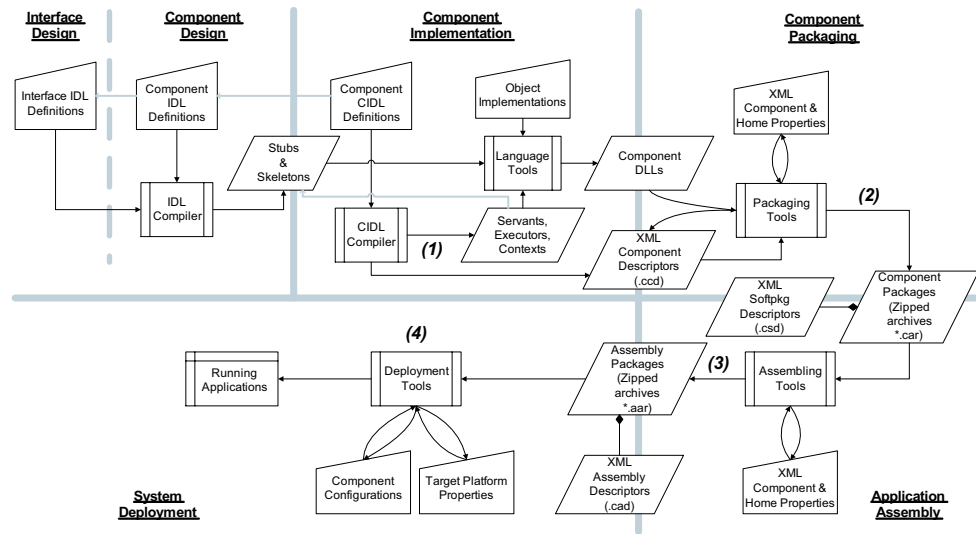 Interface
Design
Component
Design
Component
Implementation
Component
Packaging
Interface IDL
Definitions
Component
IDL
Definitions
Component
CIDL
Definitions
Object
Implementations
XML
Component &
Home Properties
Stubs
&
Skeletons
Language
Tools
Component
DLLs
IDL
Compiler
CIDL
Compiler
(1)
Servants,
Executors,
Contexts
XML
Component
Descriptors
(.ccd)
Packaging
Tools
(2)
XML
Softpkg
Descriptors
(.csd)
Component
Packages
(Zipped
archives
*.car)
Running
Applications
(4)
Deployment
Tools
Assembly
Packages
(Zipped
archives
*.aar)
(3)
Assembling
Tools
Component
Configurations
Target Platform
Properties
XML
Assembly
Descriptors
(.cad)
XML
Component &
Home Properties
System
Deployment
Application
Assembly